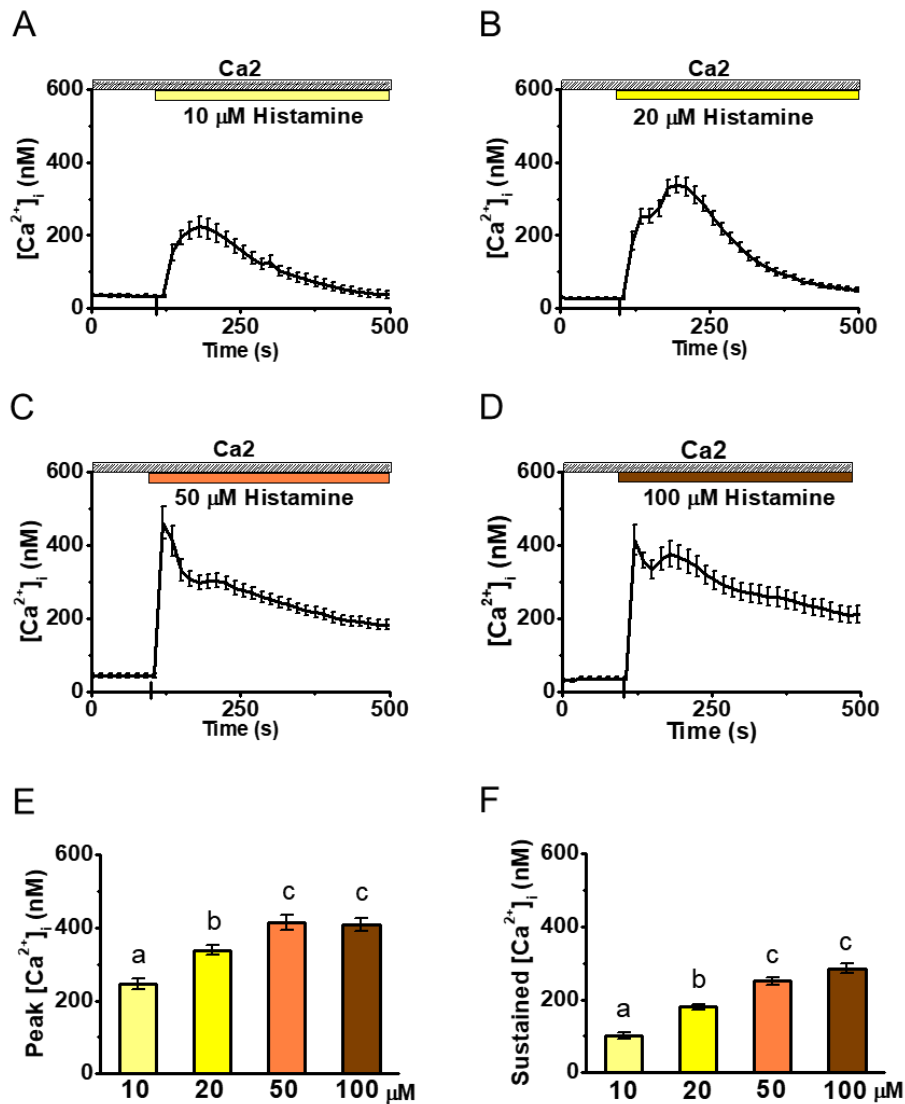 A
Ca2
10 μM Histamine
600
400
200
0
[Ca²⁺]ᵢ (nM)
0
250
500
Time (s)
B
Ca2
20 μM Histamine
600
400
200
0
[Ca²⁺]ᵢ (nM)
0
250
500
Time (s)
C
Ca2
50 μM Histamine
600
400
200
0
[Ca²⁺]ᵢ (nM)
0
250
500
Time (s)
D
Ca2
100 μM Histamine
600
400
200
0
[Ca²⁺]ᵢ (nM)
0
250
500
Time (s)
E
600
400
200
0
Peak [Ca²⁺]ᵢ (nM)
a
b
c
c
10 20 50 100 μM
F
600
400
200
0
Sustained [Ca²⁺]ᵢ (nM)
a
b
c
c
10 20 50 100 μM